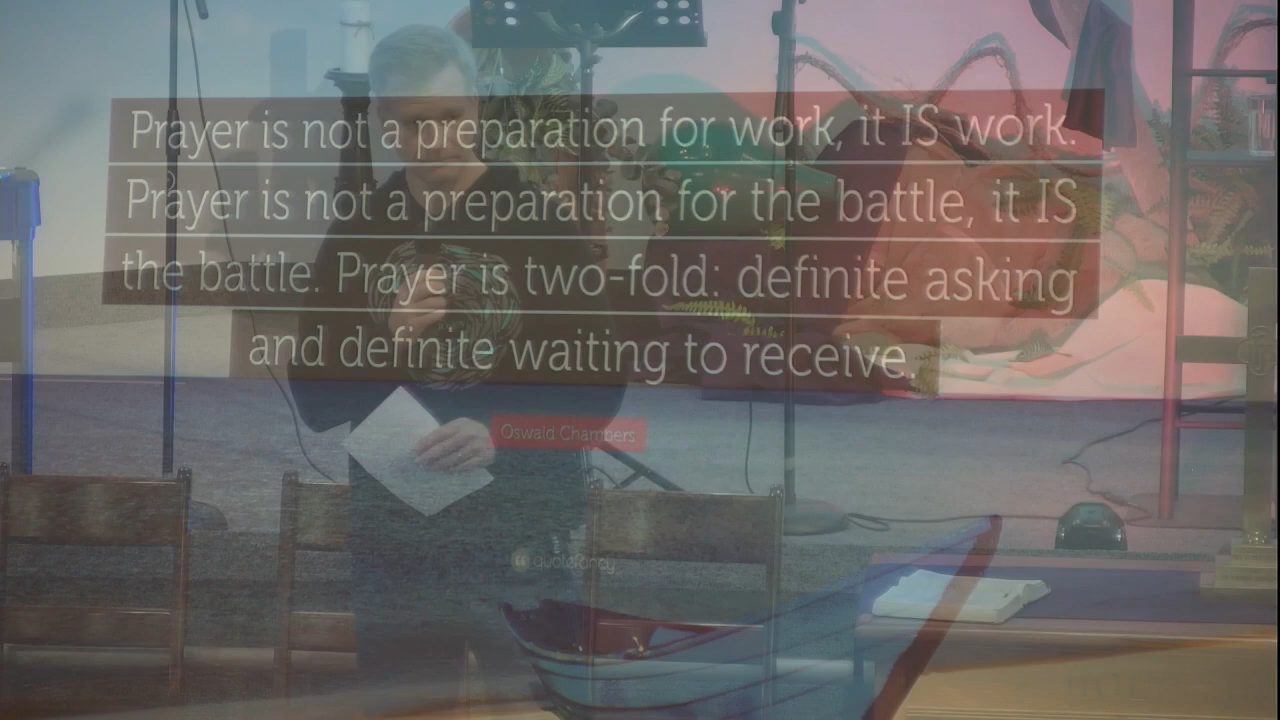 Prayer is not a preparation for work, it IS work.
Prayer is not a preparation for the battle, it IS
the battle. Prayer is two-fold: definite asking
and definite waiting to receive.
Oswald Chambers
quotefancy